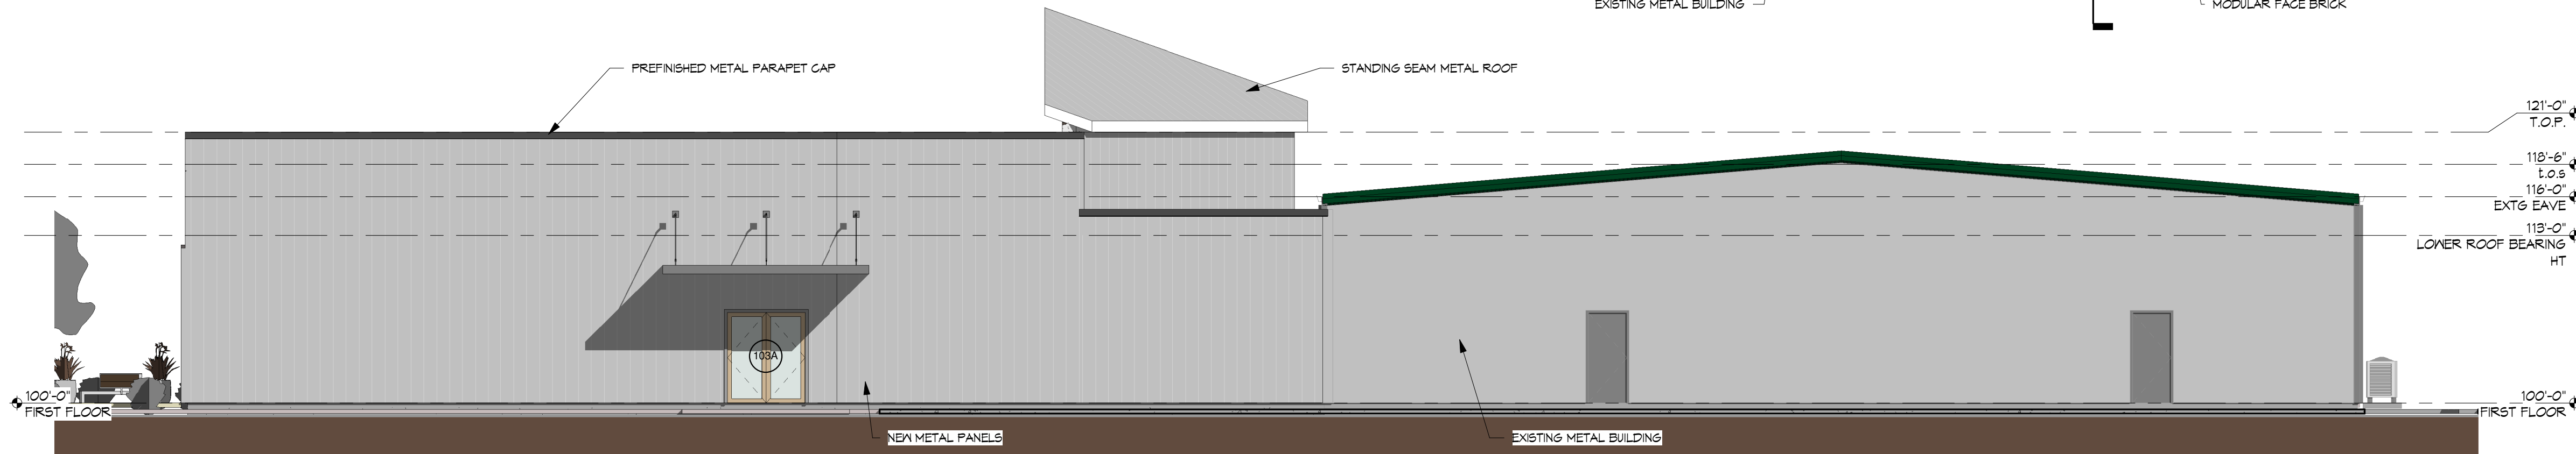 EXISTING METAL BUILDING
MODULAR FACE BRICK
PREFINISHED METAL PARAPET CAP
STANDING SEAM METAL ROOF
121'-0"
T.O.P.
118'-6"
t.o.s
116'-0"
EXTG EAVE
113'-0"
LOWER ROOF BEARING
HT
103A
100'-0"
FIRST FLOOR
100'-0"
FIRST FLOOR
NEW METAL PANELS
EXISTING METAL BUILDING